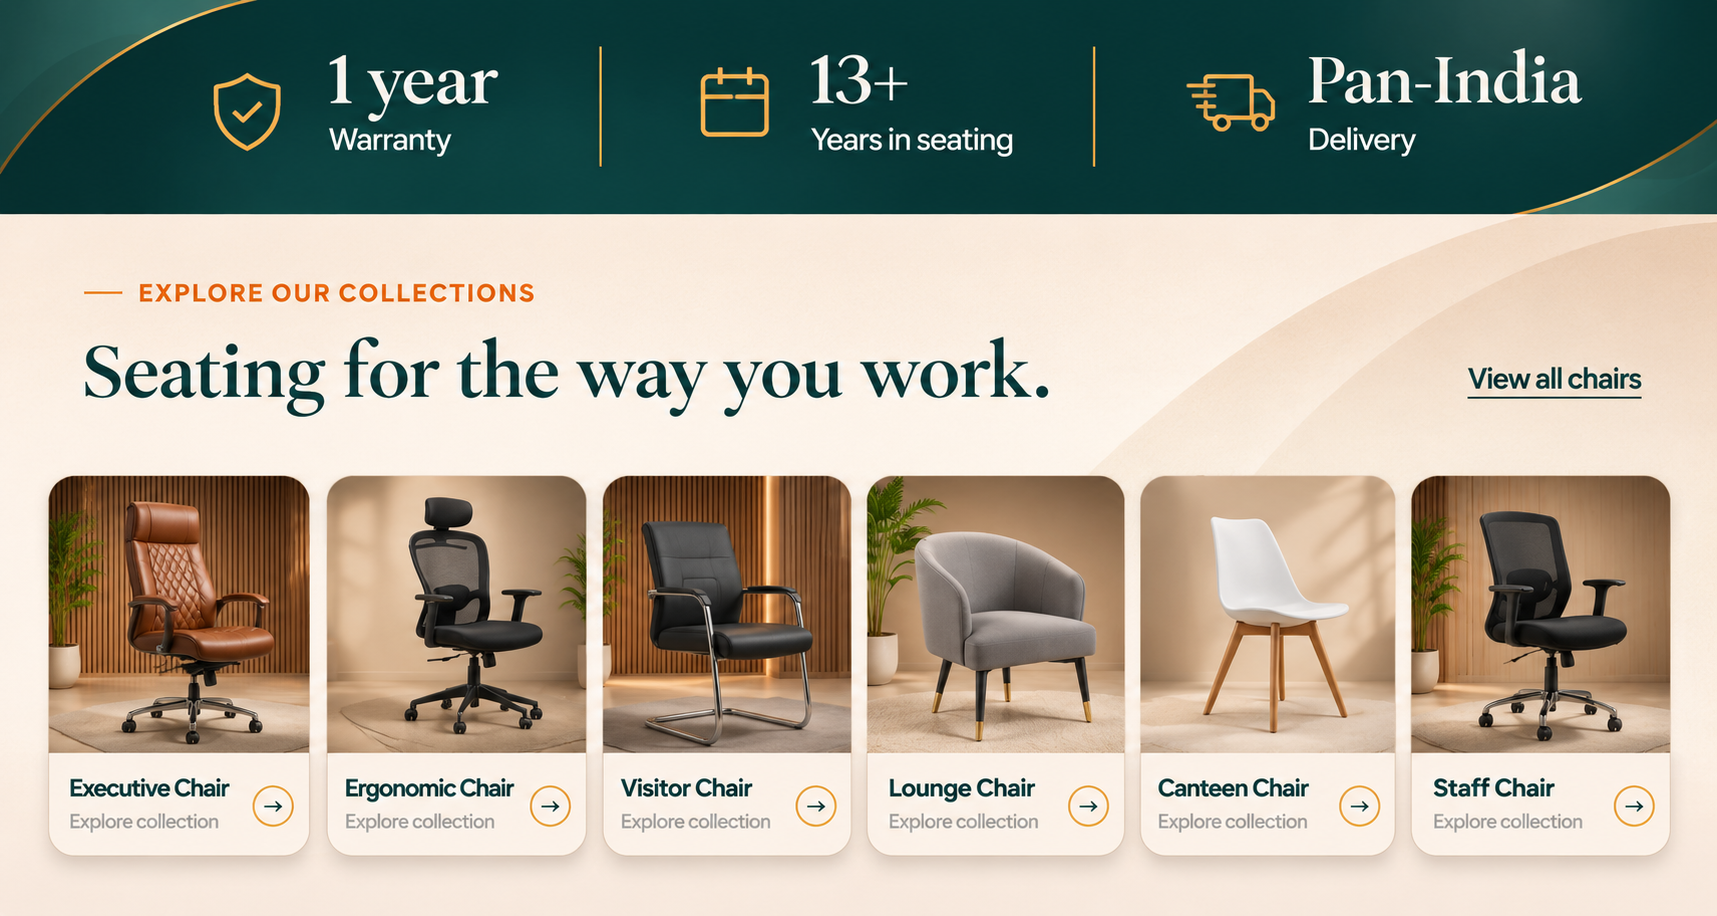 1 year
Warranty
13+
Years in seating
Pan-India
Delivery
EXPLORE OUR COLLECTIONS
Seating for the way you work.
View all chairs
Executive Chair
Explore collection
Ergonomic Chair
Explore collection
Visitor Chair
Explore collection
Lounge Chair
Explore collection
Canteen Chair
Explore collection
Staff Chair
Explore collection